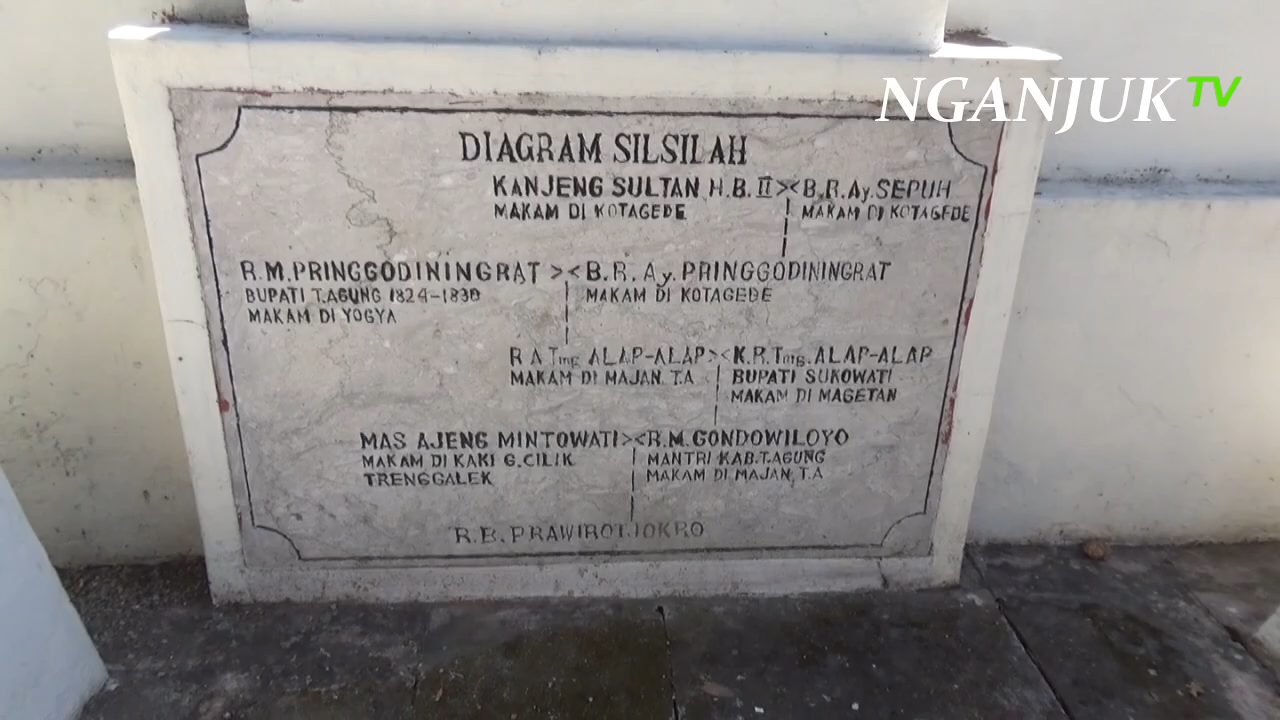 NGANJUK TV
DIAGRAM SILSILAH
KANJENG SULTAN H.B. II >< B.R.Ay. SEPUH
MAKAM DI KOTAGEDE MAKAM DI KOTAGEDE
R.M. PRINGGODININGRAT >< B.R.Ay. PRINGGODININGRAT
BUPATI T.AGUNG 1824-1830 MAKAM DI KOTAGEDE
MAKAM DI YOGYA
R A Tmg ALAP-ALAP >< K.R.Tmg. ALAP-ALAP
MAKAM DI MAJAN. T.A BUPATI SUKOWATI
MAKAM DI MAGETAN
MAS AJENG MINTOWATI >< R.M. GONDOWILOYO
MAKAM DI KAKI G.CILIK MANTRI KAB.T.AGUNG
TRENGGALEK MAKAM DI MAJAN, T.A
R.B. PRAWIROTJOKRO